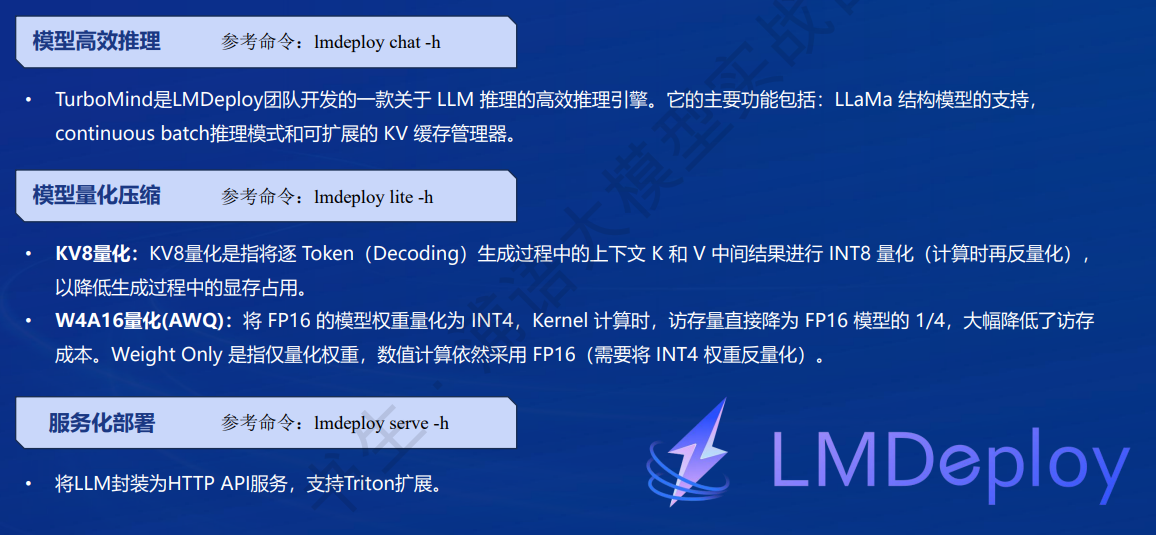 模型高效推理 参考命令：lmdeploy chat -h
• TurboMind是LMDeploy团队开发的一款关于 LLM 推理的高效推理引擎。它的主要功能包括：LLaMa 结构模型的支持，
continuous batch推理模式和可扩展的 KV 缓存管理器。
模型量化压缩 参考命令：lmdeploy lite -h
• KV8量化：KV8量化是指将逐 Token（Decoding）生成过程中的上下文 K 和 V 中间结果进行 INT8 量化（计算时再反量化），
以降低生成过程中的显存占用。
• W4A16量化(AWQ)：将 FP16 的模型权重量化为 INT4，Kernel 计算时，访存量直接降为 FP16 模型的 1/4，大幅降低了访存
成本。Weight Only 是指仅量化权重，数值计算依然采用 FP16（需要将 INT4 权重反量化）。
服务化部署 参考命令：lmdeploy serve -h
• 将LLM封装为HTTP API服务，支持Triton扩展。
LMDeploy
书生·浦语大模型实战